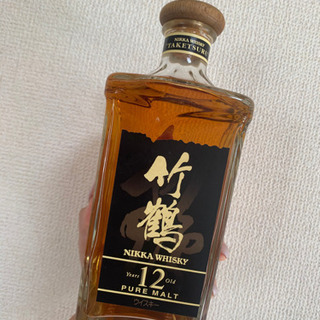 NIKKA WHISKY
TAKETSURU
竹鶴
NIKKA WHISKY
Years 12 Old
PURE MALT
ウイスキー